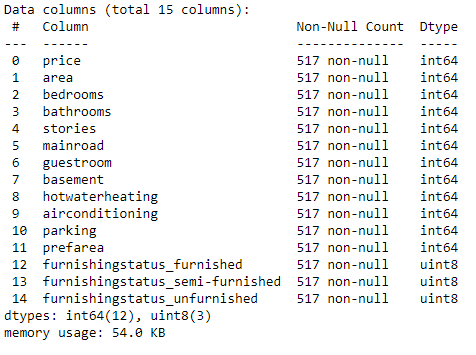 Data columns (total 15 columns):
 #   Column                          Non-Null Count  Dtype
---  ------                          --------------  -----
 0   price                           517 non-null    int64
 1   area                            517 non-null    int64
 2   bedrooms                        517 non-null    int64
 3   bathrooms                       517 non-null    int64
 4   stories                         517 non-null    int64
 5   mainroad                        517 non-null    int64
 6   guestroom                       517 non-null    int64
 7   basement                        517 non-null    int64
 8   hotwaterheating                 517 non-null    int64
 9   airconditioning                 517 non-null    int64
 10  parking                         517 non-null    int64
 11  prefarea                        517 non-null    int64
 12  furnishingstatus_furnished      517 non-null    uint8
 13  furnishingstatus_semi-furnished 517 non-null    uint8
 14  furnishingstatus_unfurnished    517 non-null    uint8
dtypes: int64(12), uint8(3)
memory usage: 54.0 KB